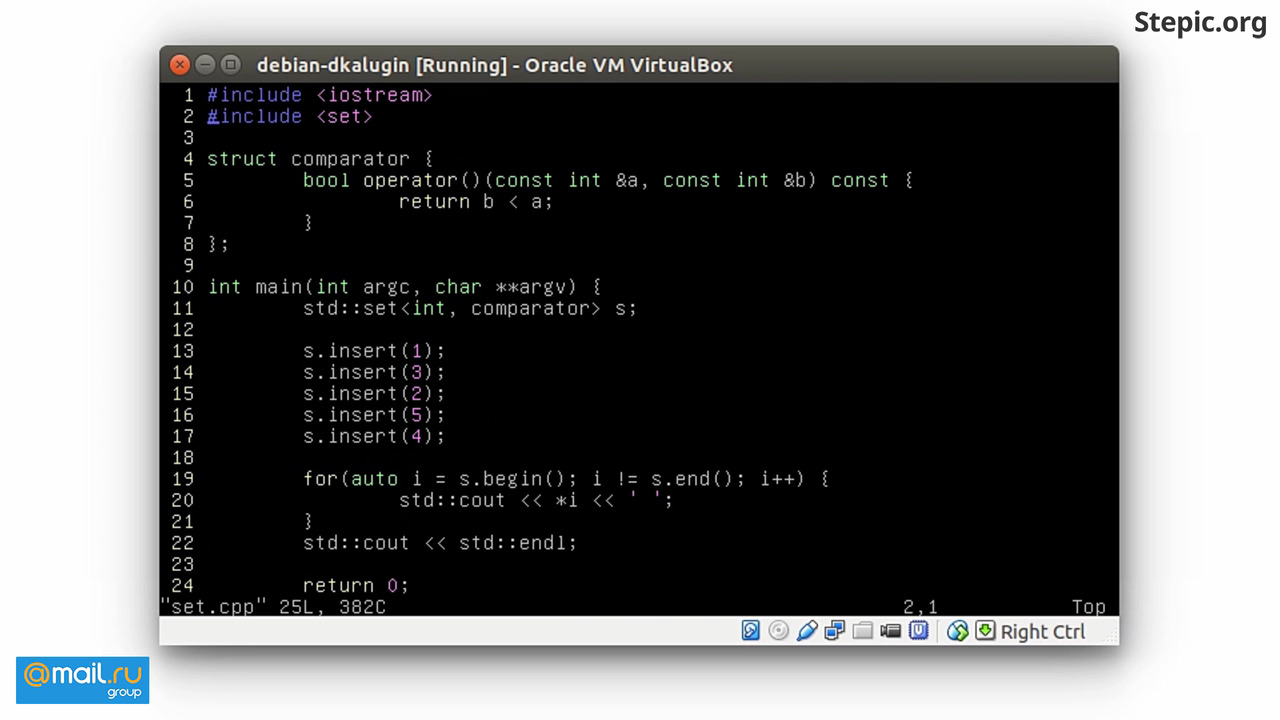 Stepic.org
debian-dkalugin [Running] - Oracle VM VirtualBox
1 #include <iostream>
2 #include <set>
3
4 struct comparator {
5 bool operator()(const int &a, const int &b) const {
6 return b < a;
7 }
8 };
9
10 int main(int argc, char **argv) {
11 std::set<int, comparator> s;
12
13 s.insert(1);
14 s.insert(3);
15 s.insert(2);
16 s.insert(5);
17 s.insert(4);
18
19 for(auto i = s.begin(); i != s.end(); i++) {
20 std::cout << *i << ' ';
21 }
22 std::cout << std::endl;
23
24 return 0;
"set.cpp" 25L, 382C 2,1 Top
Right Ctrl
@mail.ru
group